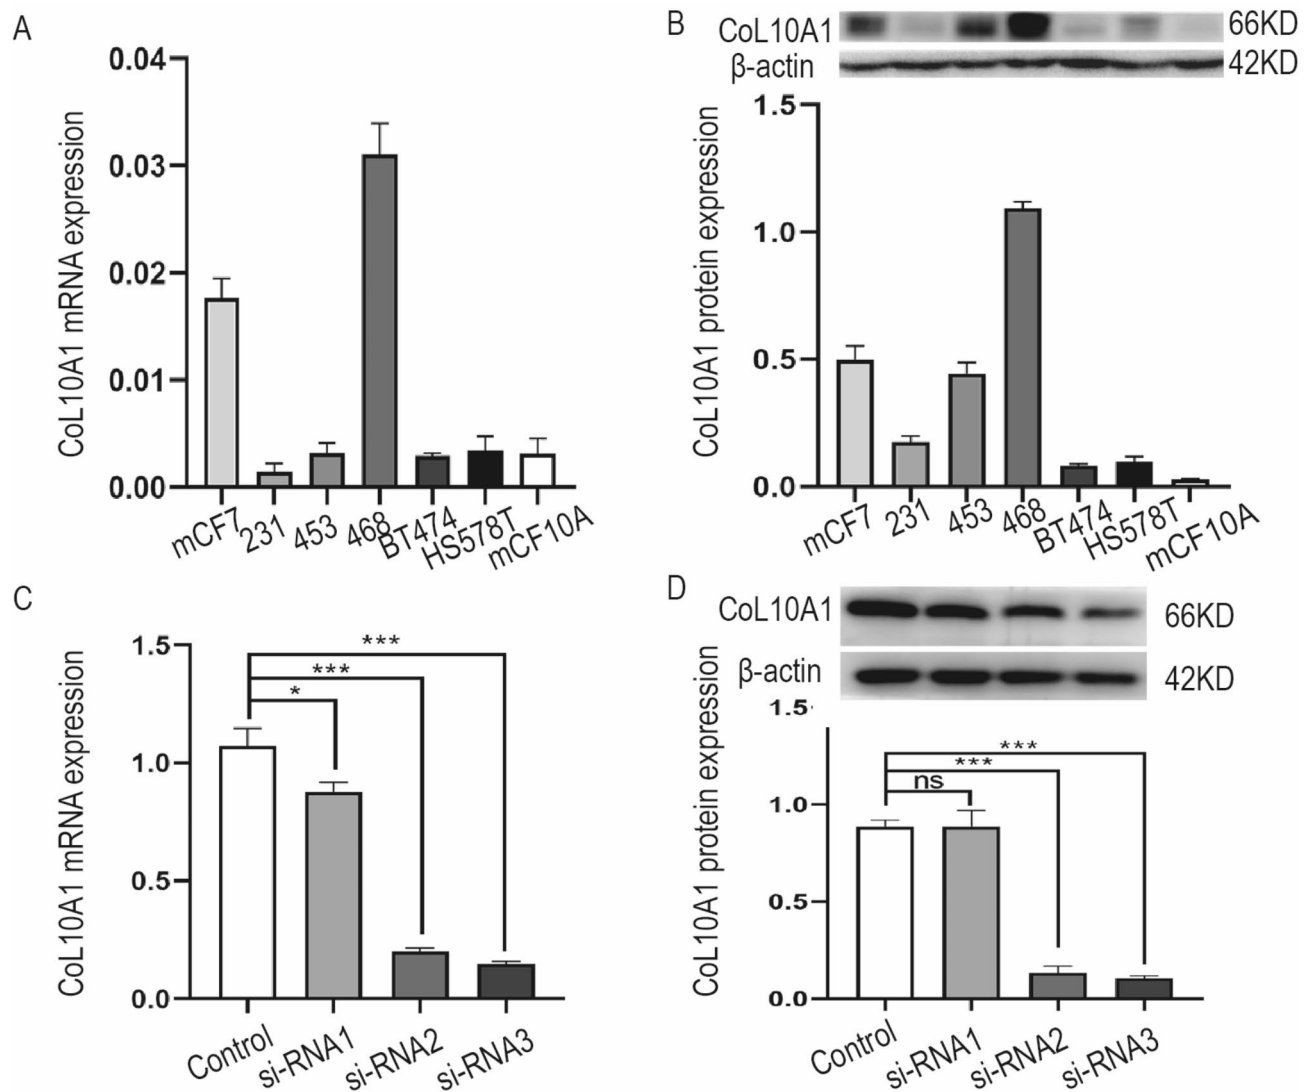 A
CoL10A1 mRNA expression
0.04
0.03
0.02
0.01
0.00
mCF7
231
453
468
BT474
HS578T
mCF10A
B
CoL10A1
66KD
β-actin
42KD
CoL10A1 protein expression
1.5
1.0
0.5
0.0
mCF7
231
453
468
BT474
HS578T
mCF10A
C
CoL10A1 mRNA expression
1.5
1.0
0.5
0.0
***
***
*
Control
si-RNA1
si-RNA2
si-RNA3
D
CoL10A1
66KD
β-actin
42KD
CoL10A1 protein expression
1.5
1.0
0.5
0.0
***
***
ns
Control
si-RNA1
si-RNA2
si-RNA3